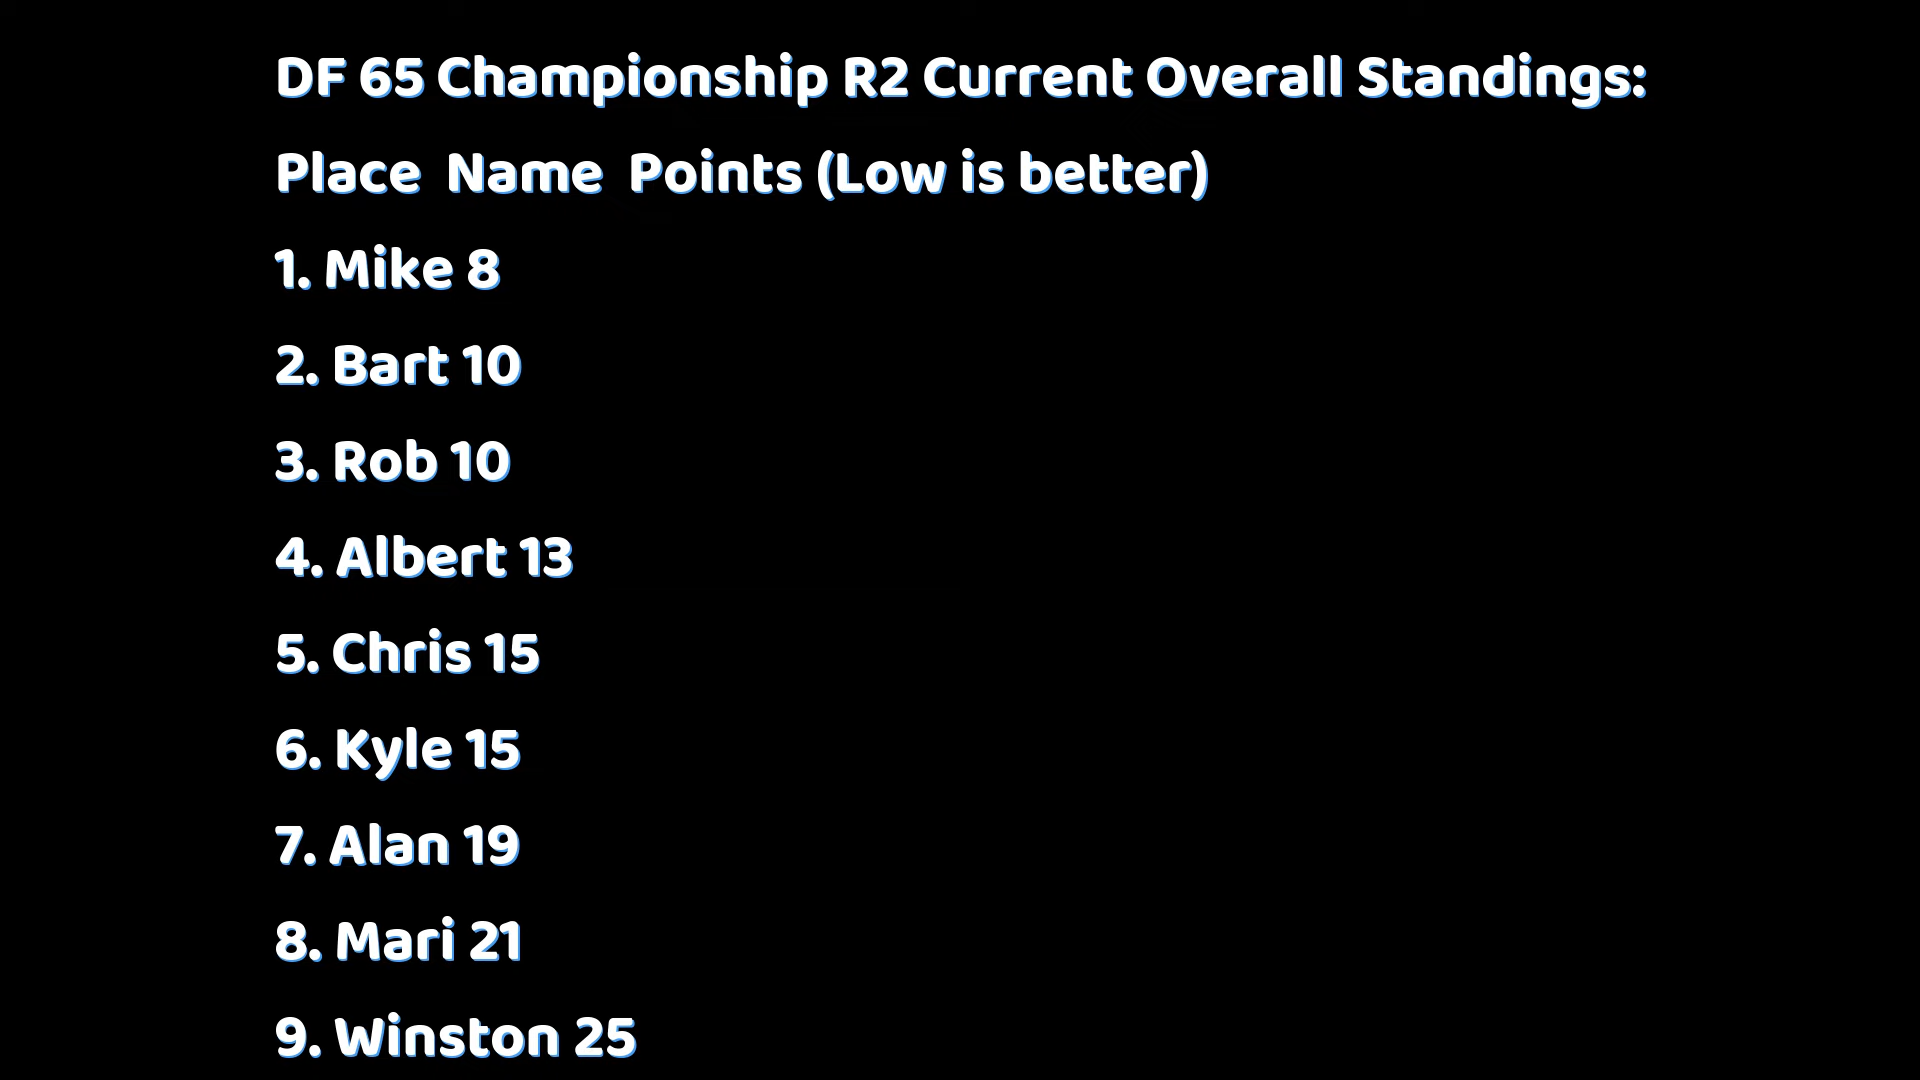 DF 65 Championship R2 Current Overall Standings:
Place  Name  Points (Low is better)
1. Mike 8
2. Bart 10
3. Rob 10
4. Albert 13
5. Chris 15
6. Kyle 15
7. Alan 19
8. Mari 21
9. Winston 25